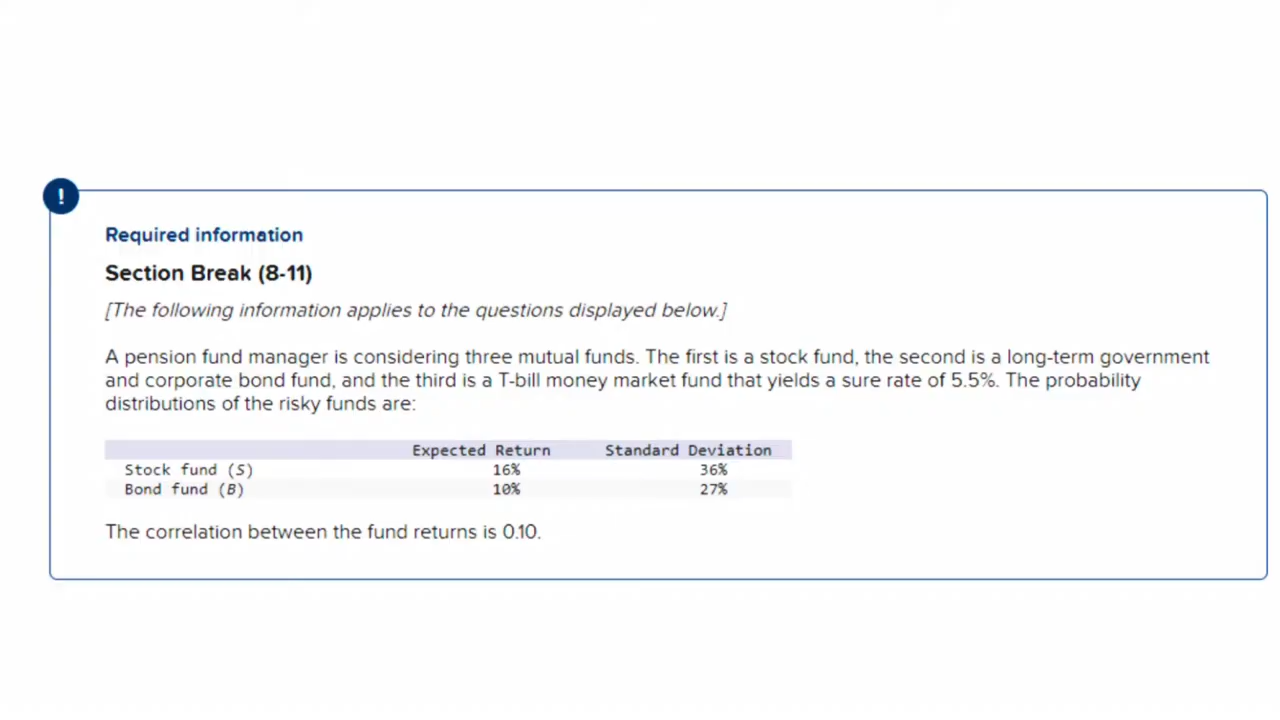 !
Required information
Section Break (8-11)
[The following information applies to the questions displayed below.]
A pension fund manager is considering three mutual funds. The first is a stock fund, the second is a long-term government
and corporate bond fund, and the third is a T-bill money market fund that yields a sure rate of 5.5%. The probability
distributions of the risky funds are:
Expected Return Standard Deviation
Stock fund (S) 16% 36%
Bond fund (B) 10% 27%
The correlation between the fund returns is 0.10.